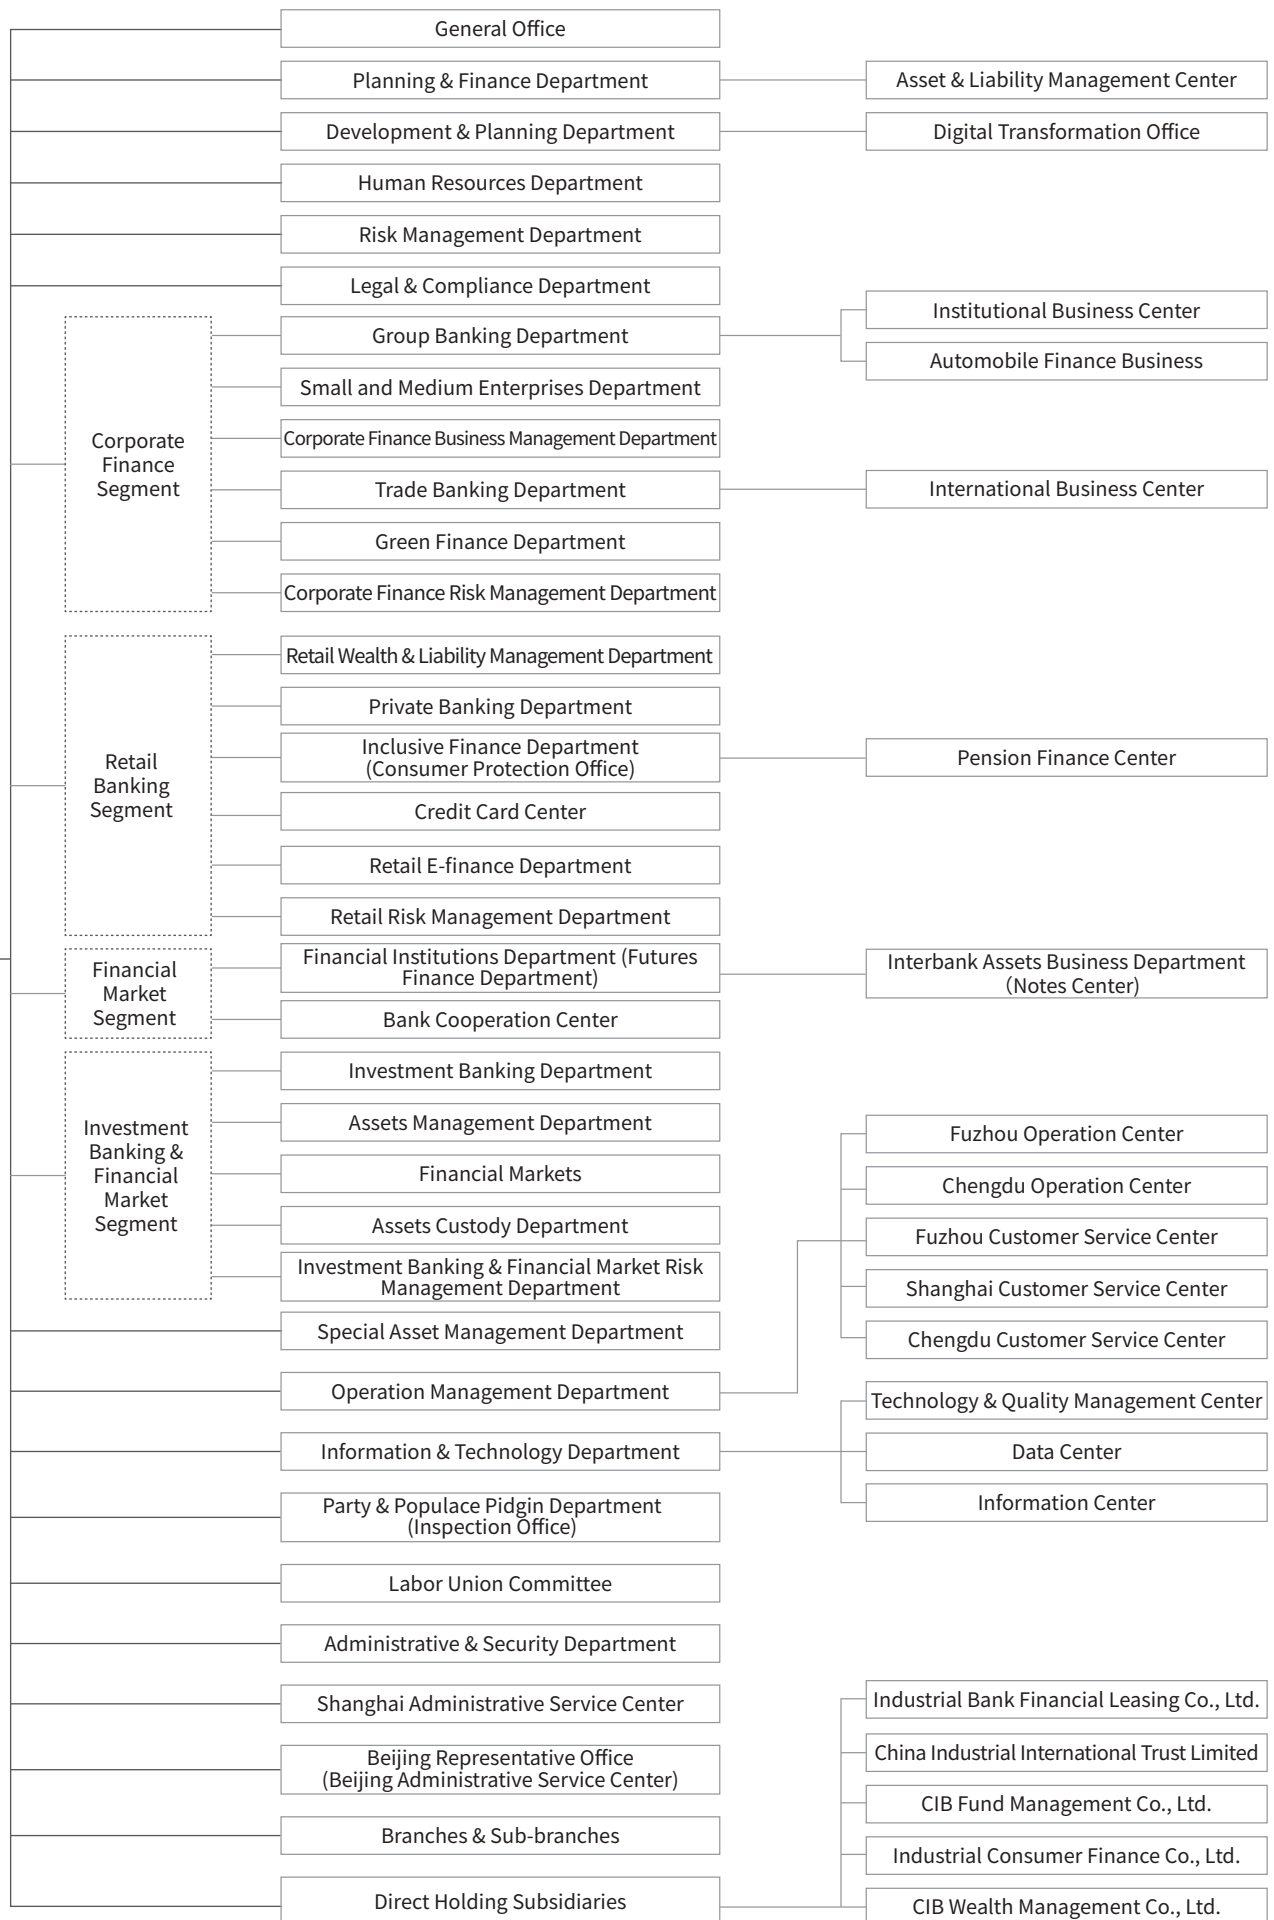 General Office
Planning & Finance Department
Asset & Liability Management Center
Development & Planning Department
Digital Transformation Office
Human Resources Department
Risk Management Department
Legal & Compliance Department
Corporate
Finance
Segment
Group Banking Department
Institutional Business Center
Automobile Finance Business
Small and Medium Enterprises Department
Corporate Finance Business Management Department
Trade Banking Department
International Business Center
Green Finance Department
Corporate Finance Risk Management Department
Retail
Banking
Segment
Retail Wealth & Liability Management Department
Private Banking Department
Inclusive Finance Department
(Consumer Protection Office)
Pension Finance Center
Credit Card Center
Retail E-finance Department
Retail Risk Management Department
Financial
Market
Segment
Financial Institutions Department (Futures
Finance Department)
Interbank Assets Business Department
(Notes Center)
Bank Cooperation Center
Investment
Banking &
Financial
Market
Segment
Investment Banking Department
Assets Management Department
Financial Markets
Assets Custody Department
Investment Banking & Financial Market Risk
Management Department
Special Asset Management Department
Operation Management Department
Fuzhou Operation Center
Chengdu Operation Center
Fuzhou Customer Service Center
Shanghai Customer Service Center
Chengdu Customer Service Center
Information & Technology Department
Technology & Quality Management Center
Data Center
Information Center
Party & Populace Pidgin Department
(Inspection Office)
Labor Union Committee
Administrative & Security Department
Shanghai Administrative Service Center
Beijing Representative Office
(Beijing Administrative Service Center)
Branches & Sub-branches
Direct Holding Subsidiaries
Industrial Bank Financial Leasing Co., Ltd.
China Industrial International Trust Limited
CIB Fund Management Co., Ltd.
Industrial Consumer Finance Co., Ltd.
CIB Wealth Management Co., Ltd.